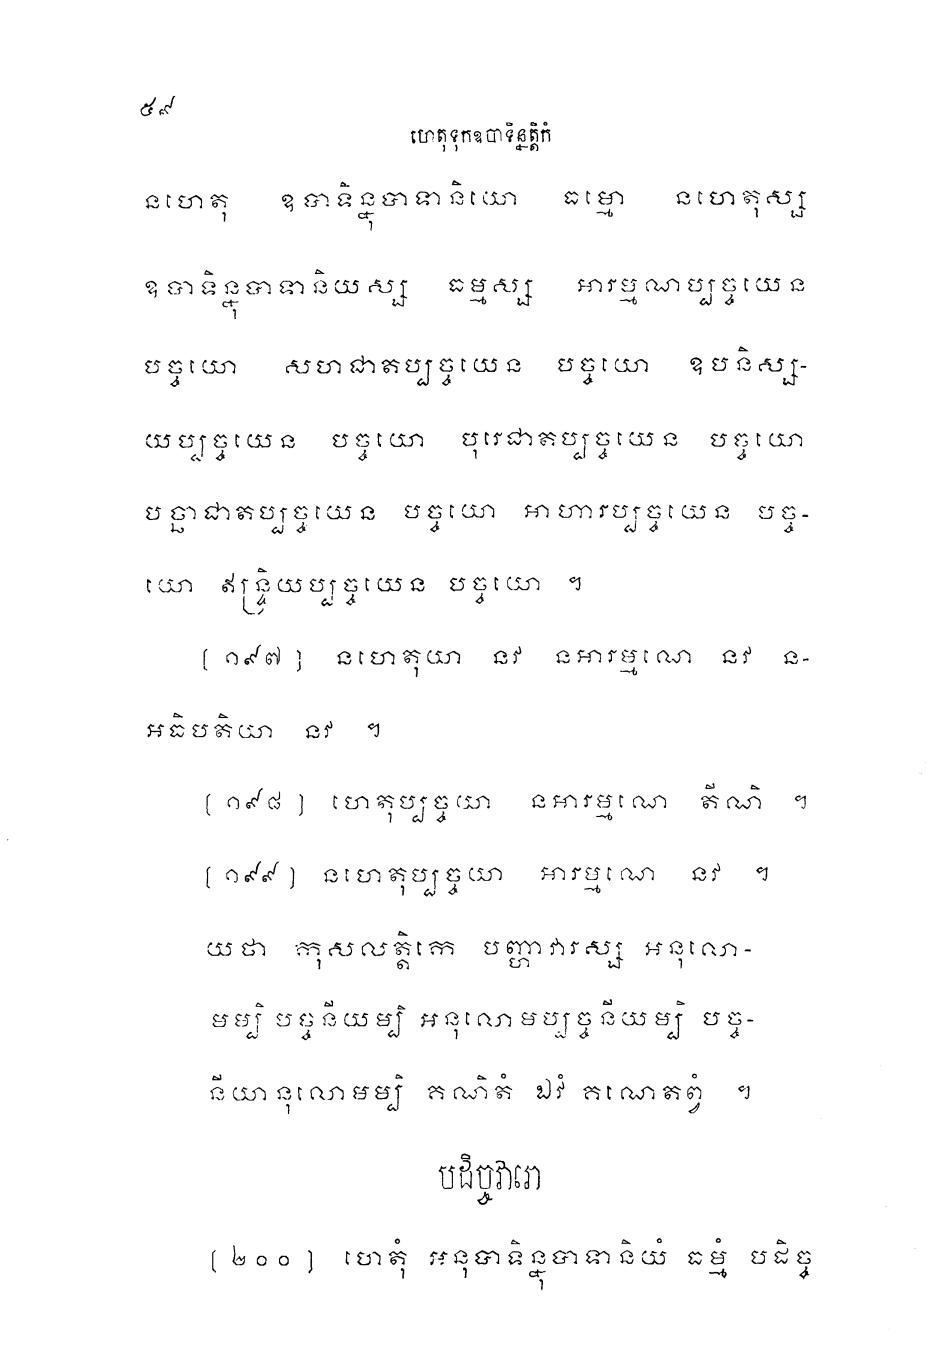 ៥៩
ហេតុទុកឧបាទិន្នត្តិកំ
នហេតុ ឧបាទិន្នុបាទានិយោ ធម្មោ នហេតុស្ស
ឧបាទិន្នុបាទានិយស្ស ធម្មស្ស អារម្មណប្បច្ចយេន
បច្ចយោ សហជាតប្បច្ចយេន បច្ចយោ ឧបនិស្ស-
យប្បច្ចយេន បច្ចយោ បុរេជាតប្បច្ចយេន បច្ចយោ
បច្ឆាជាតប្បច្ចយេន បច្ចយោ អាហារប្បច្ចយេន បច្ច-
យោ ឥន្ទ្រិយប្បច្ចយេន បច្ចយោ ។
[១៩៧] នហេតុយា នវ នអារម្មណេ នវ ន-
អធិបតិយា នវ ។
[១៩៨] ហេតុប្បច្ចយា នអារម្មណេ តីណិ ។
[១៩៩] នហេតុប្បច្ចយា អារម្មណេ នវ ។
យថា កុសលត្តិកេ បញ្ហាវារស្ស អនុលោ-
មម្បិ បច្ចនីយម្បិ អនុលោមប្បច្ចនីយម្បិ បច្ច-
នីយានុលោមម្បិ គណិតំ ឯវំ គណេតព្វំ ។
បដិច្ចវារោ
[២០០] ហេតុំ អនុបាទិន្នុបាទានិយំ ធម្មំ បដិច្ច